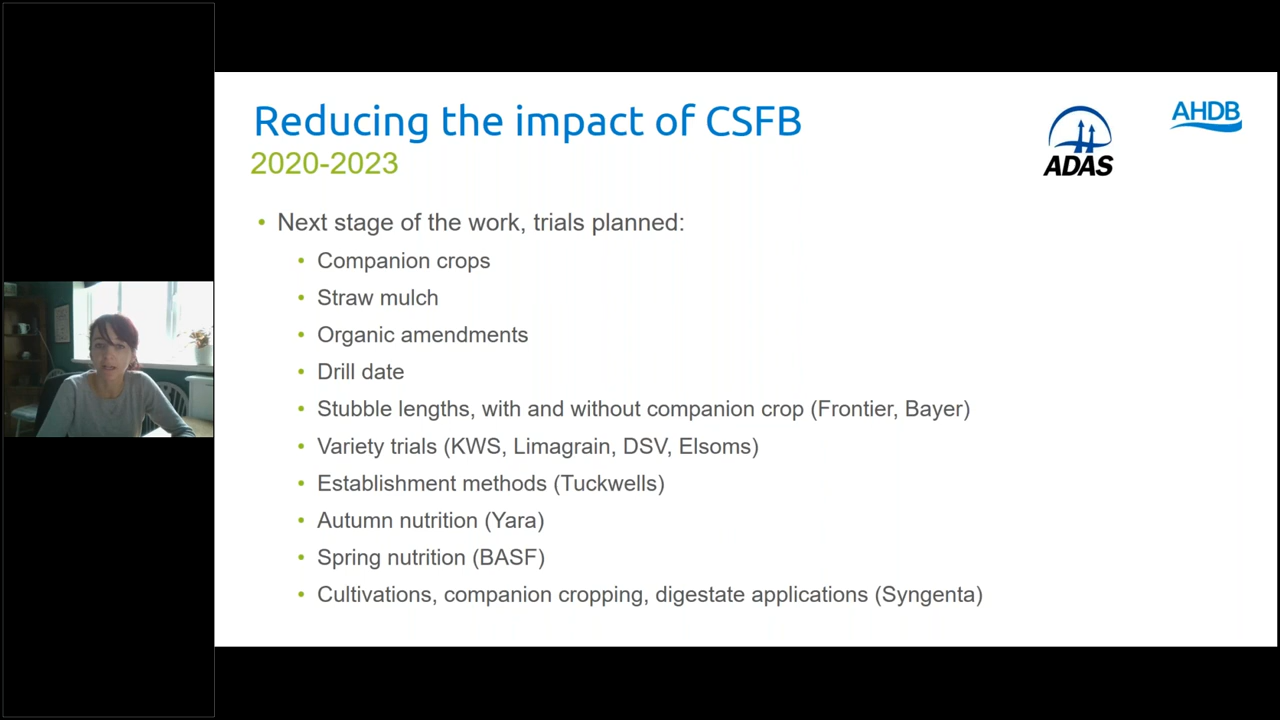 Reducing the impact of CSFB
2020-2023
ADAS
AHDB
• Next stage of the work, trials planned:
• Companion crops
• Straw mulch
• Organic amendments
• Drill date
• Stubble lengths, with and without companion crop (Frontier, Bayer)
• Variety trials (KWS, Limagrain, DSV, Elsoms)
• Establishment methods (Tuckwells)
• Autumn nutrition (Yara)
• Spring nutrition (BASF)
• Cultivations, companion cropping, digestate applications (Syngenta)